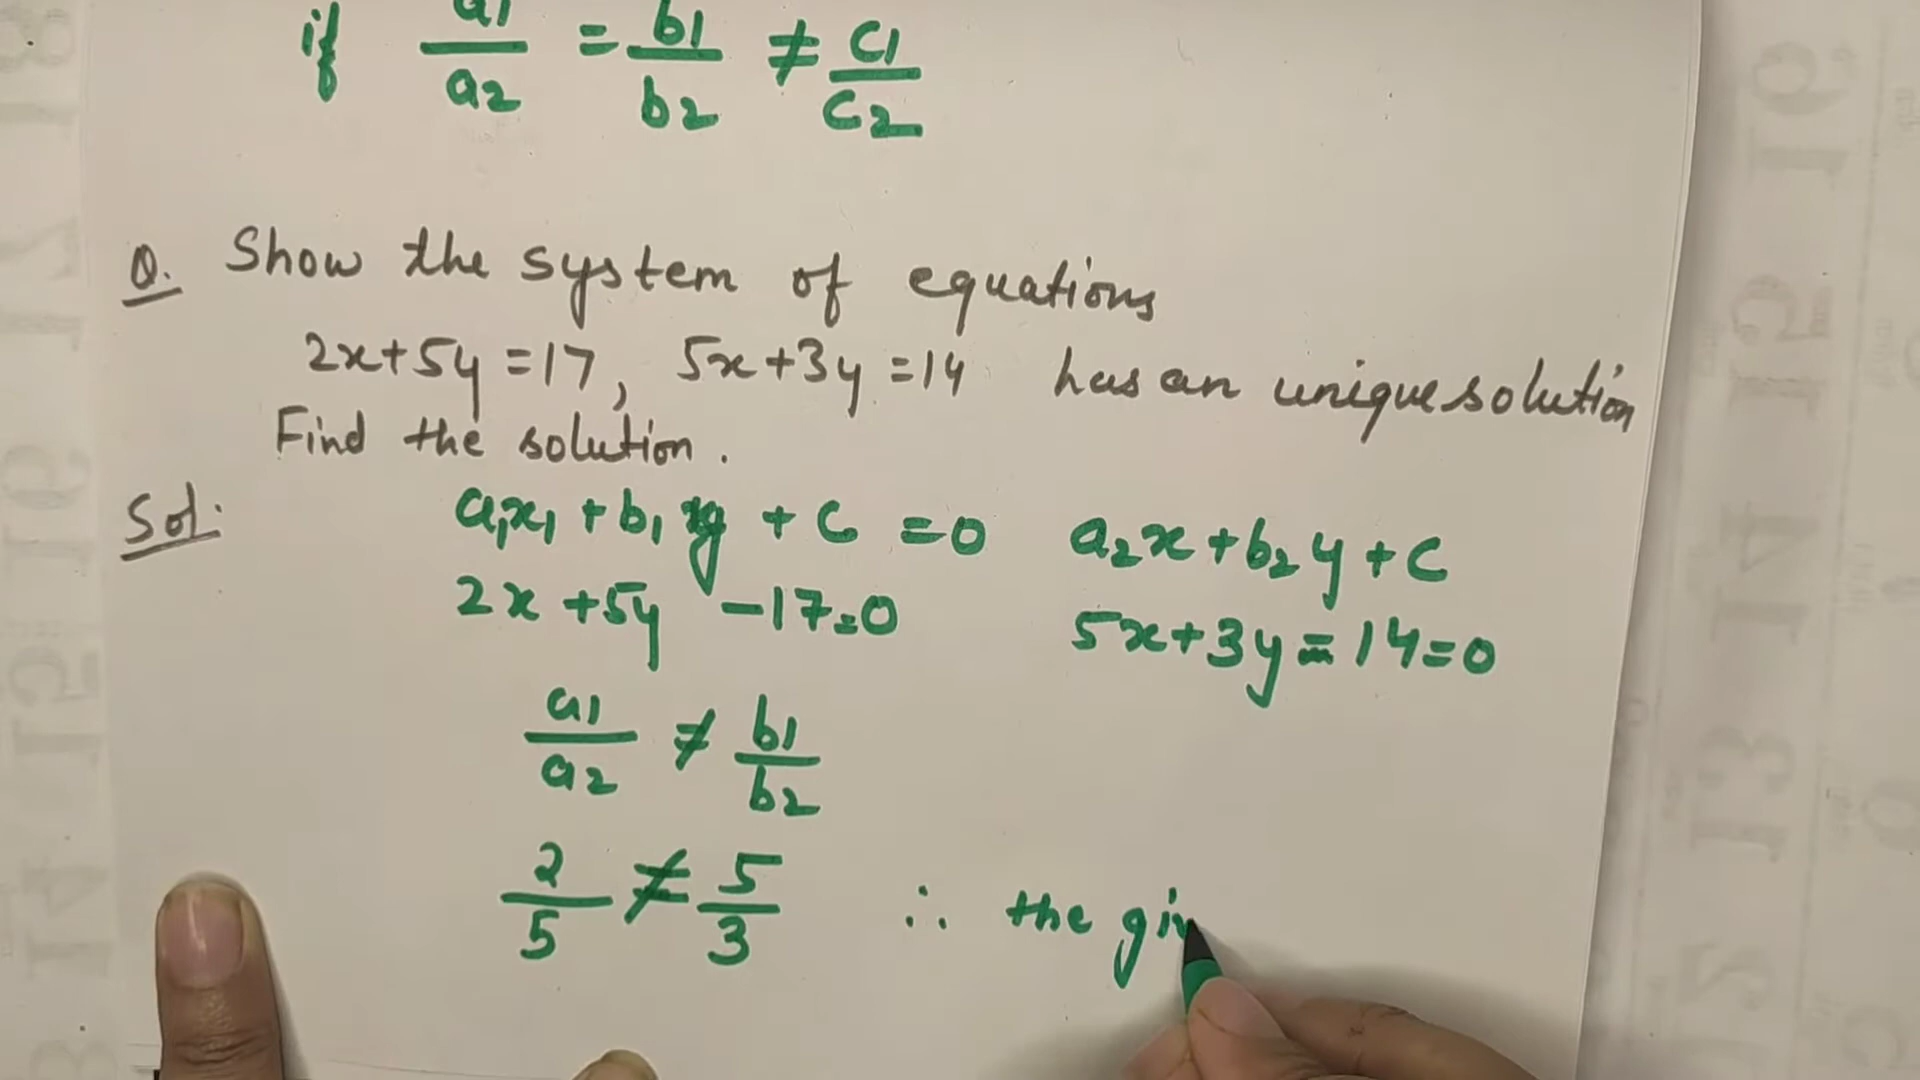 if a1/a2 = b1/b2 ≠ c1/c2
Q. Show the system of equations
2x+5y=17, 5x+3y=14 has an unique solution
Find the solution.
Sol: a1x1 + b1 y + c = 0 a2x + b2y + c
2x + 5y - 17 = 0 5x + 3y = 14 = 0
a1/a2 ≠ b1/b2
2/5 ≠ 5/3 ∴ the giv